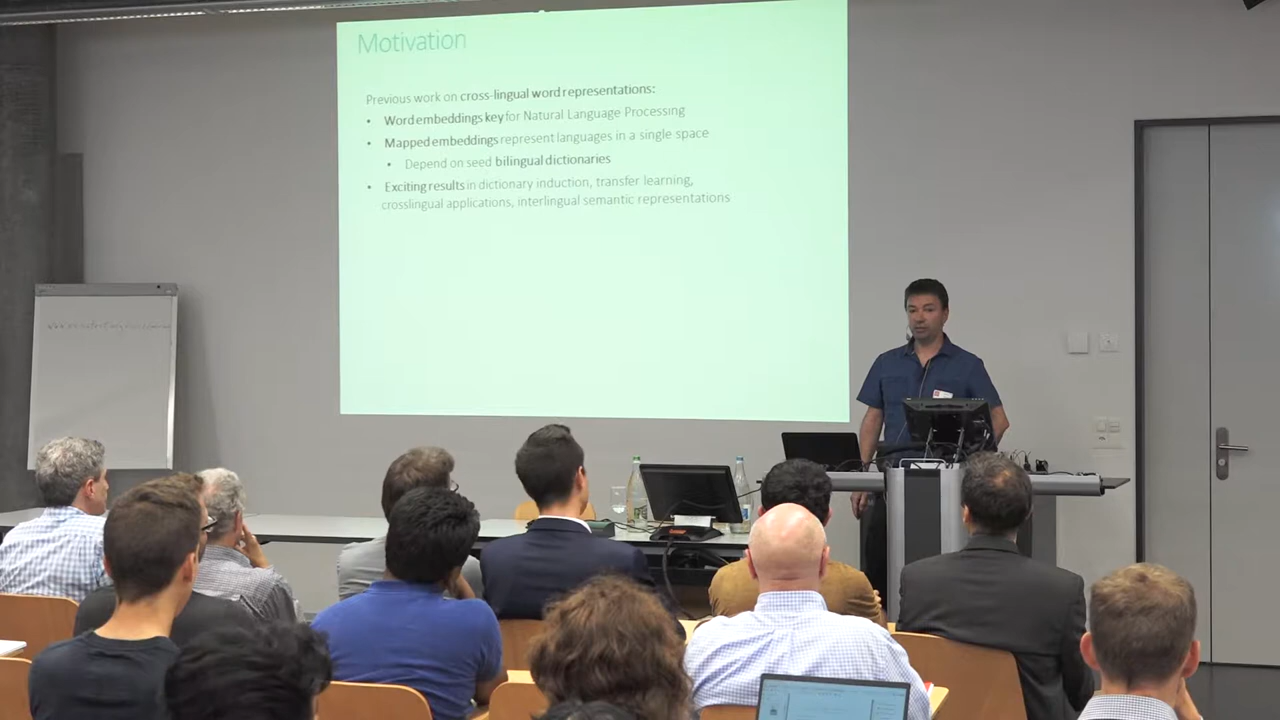 Motivation
Previous work on cross-lingual word representations:
• Word embeddings key for Natural Language Processing
• Mapped embeddings represent languages in a single space
• Depend on seed bilingual dictionaries
• Exciting results in dictionary induction, transfer learning,
crosslingual applications, interlingual semantic representations